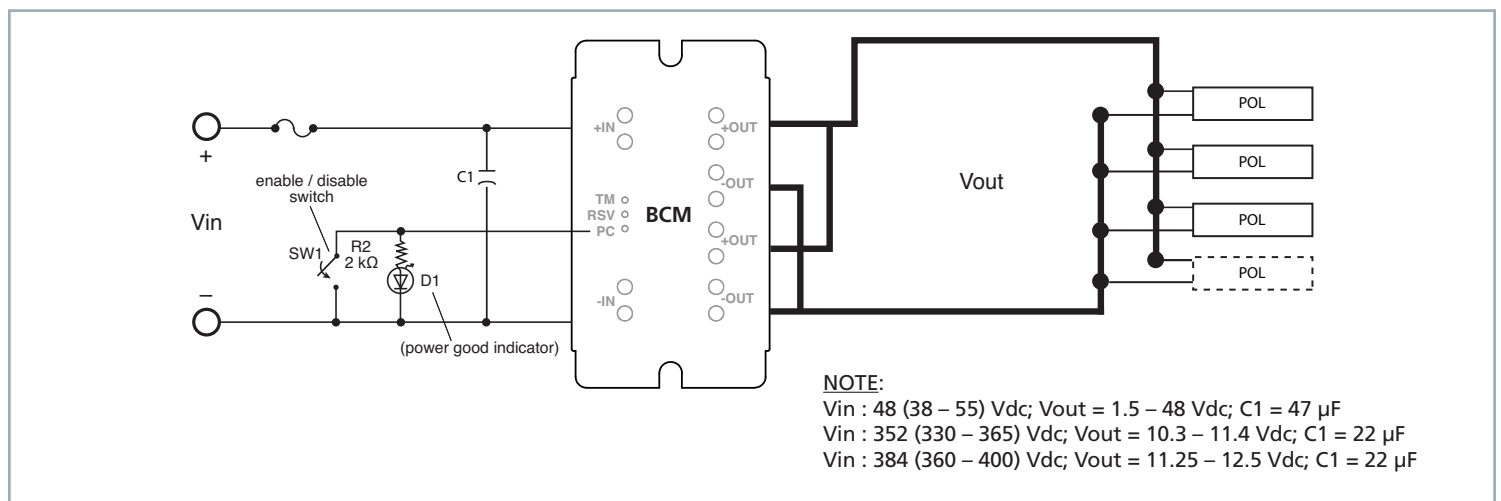 +
Vin
−
enable / disable
switch
SW1
R2
2 kΩ
D1
(power good indicator)
C1
+IN
TM
RSV
PC
-IN
BCM
+OUT
-OUT
+OUT
-OUT
Vout
POL
POL
POL
POL
NOTE:
Vin : 48 (38 – 55) Vdc; Vout = 1.5 – 48 Vdc; C1 = 47 µF
Vin : 352 (330 – 365) Vdc; Vout = 10.3 – 11.4 Vdc; C1 = 22 µF
Vin : 384 (360 – 400) Vdc; Vout = 11.25 – 12.5 Vdc; C1 = 22 µF